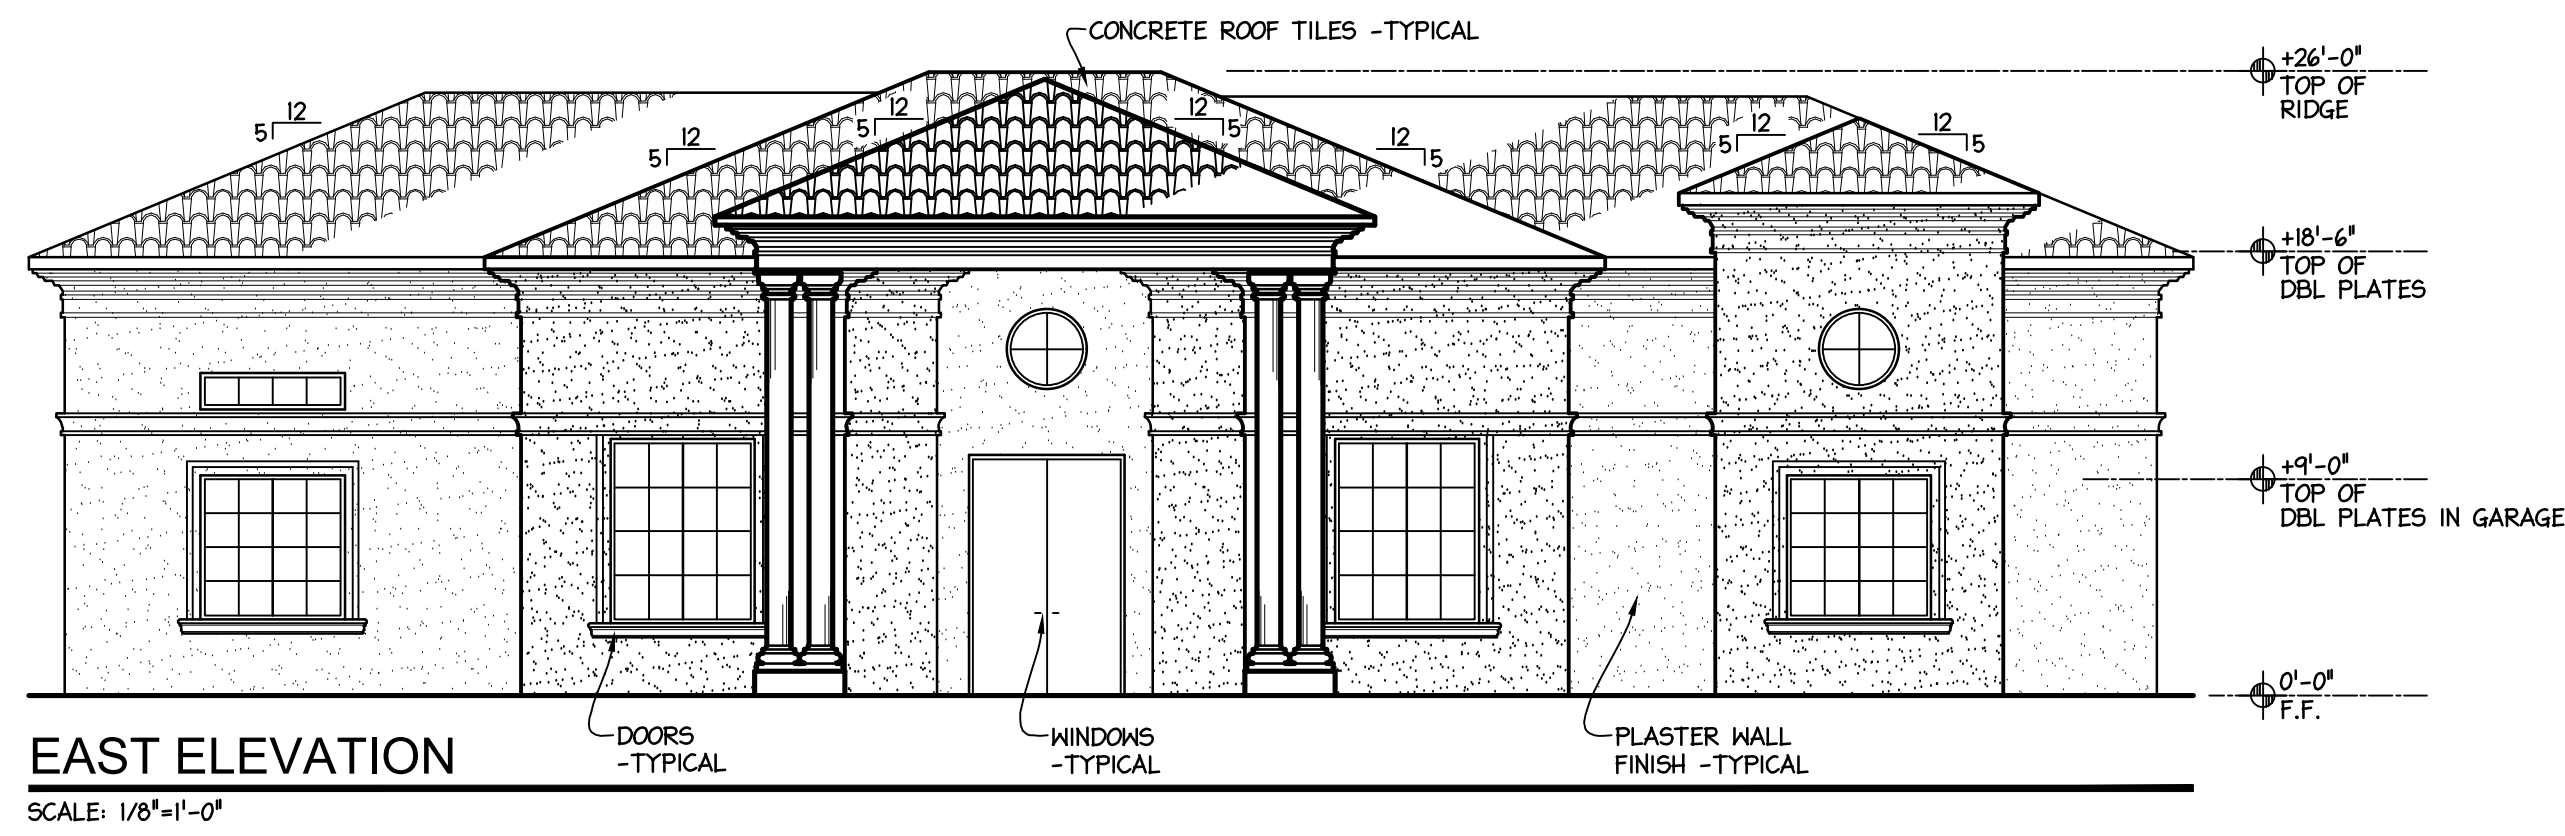 CONCRETE ROOF TILES -TYPICAL
+26'-0"
TOP OF
RIDGE
12
5
12
5
12
5
12
5
12
5
12
5
12
5
+18'-6"
TOP OF
DBL PLATES
+9'-0"
TOP OF
DBL PLATES IN GARAGE
0'-0"
F.F.
DOORS
-TYPICAL
WINDOWS
-TYPICAL
PLASTER WALL
FINISH -TYPICAL
EAST ELEVATION
SCALE: 1/8"=1'-0"